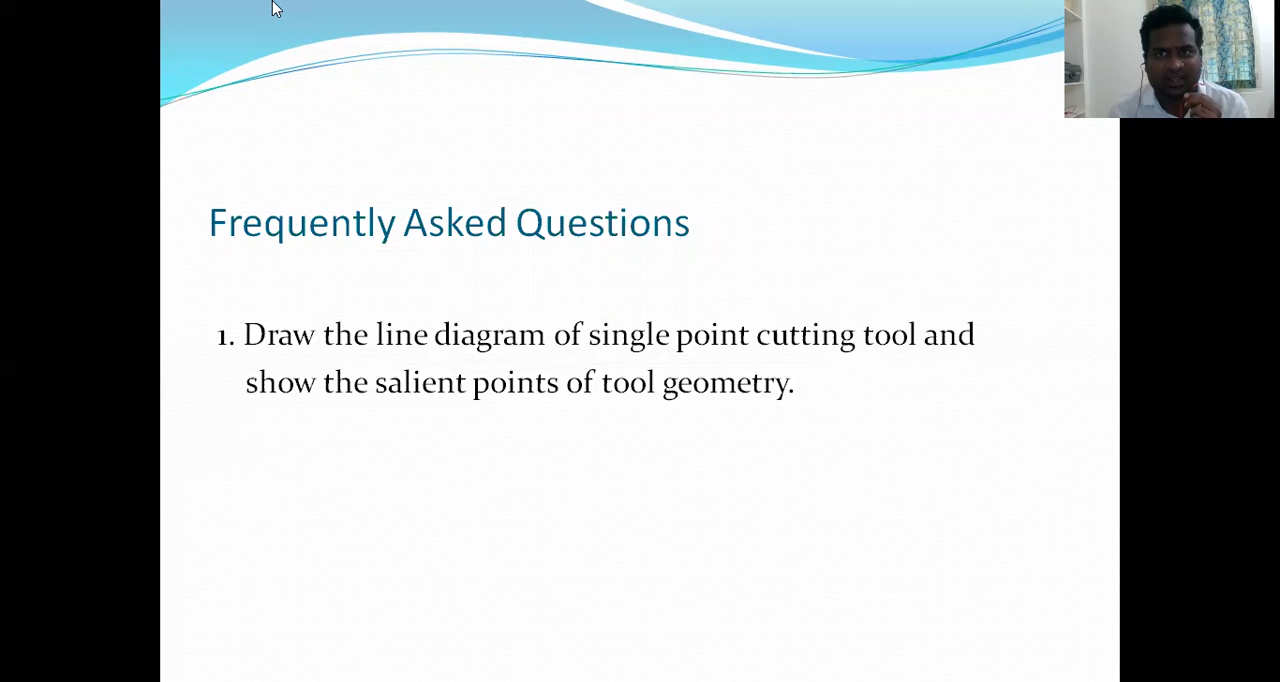 Frequently Asked Questions
1. Draw the line diagram of single point cutting tool and
show the salient points of tool geometry.